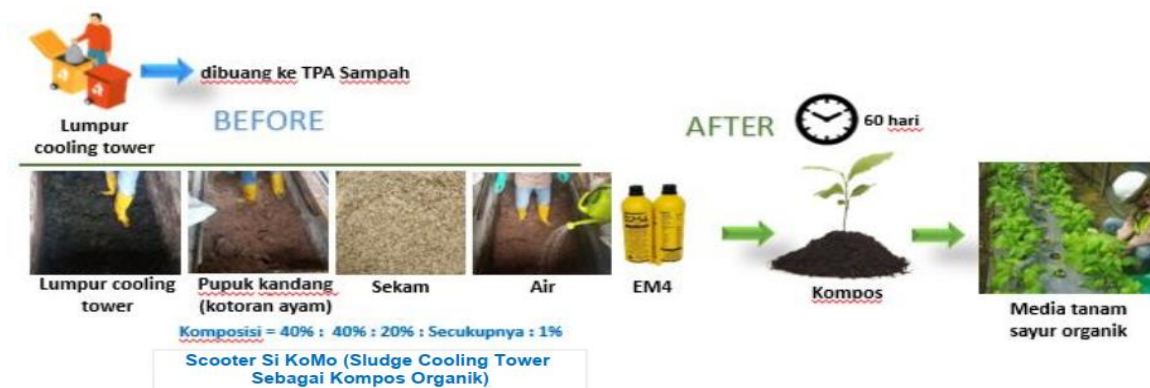 dibuang ke TPA Sampah
Lumpur
cooling tower
BEFORE
AFTER
60 hari
Lumpur cooling
tower
Pupuk kandang
(kotoran ayam)
Sekam
Air
EM4
Kompos
Media tanam
sayur organik
Komposisi = 40% : 40% : 20% : Secukupnya : 1%
Scooter Si KoMo (Sludge Cooling Tower
Sebagai Kompos Organik)